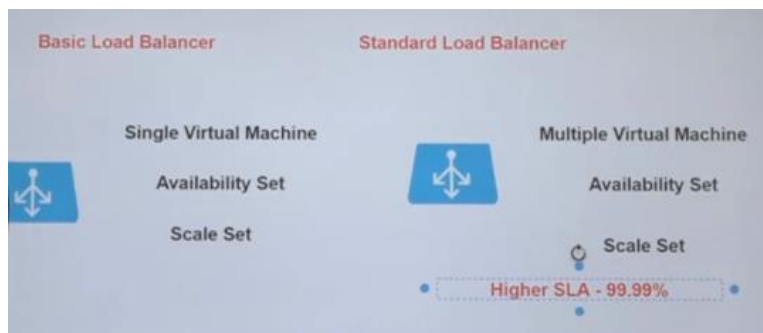 Basic Load Balancer
Single Virtual Machine
Availability Set
Scale Set
Standard Load Balancer
Multiple Virtual Machine
Availability Set
Scale Set
Higher SLA - 99.99%